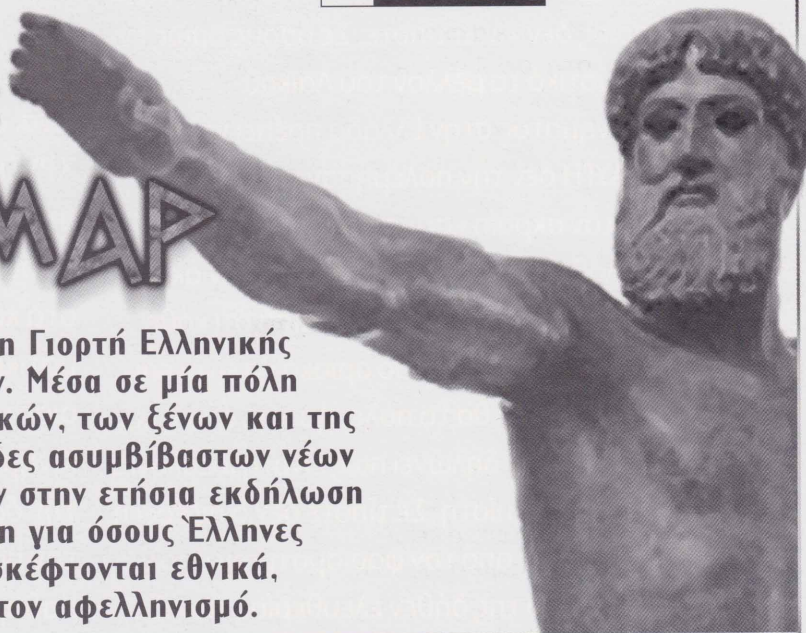 ΜΑΡ
η Γιορτή Ελληνικής
ν. Μέσα σε μία πόλη
κών, των ξένων και της
δες ασυμβίβαστων νέων
ν στην ετήσια εκδήλωση
η για όσους Έλληνες
σκέφτονται εθνικά,
τον αφελληνισμό.